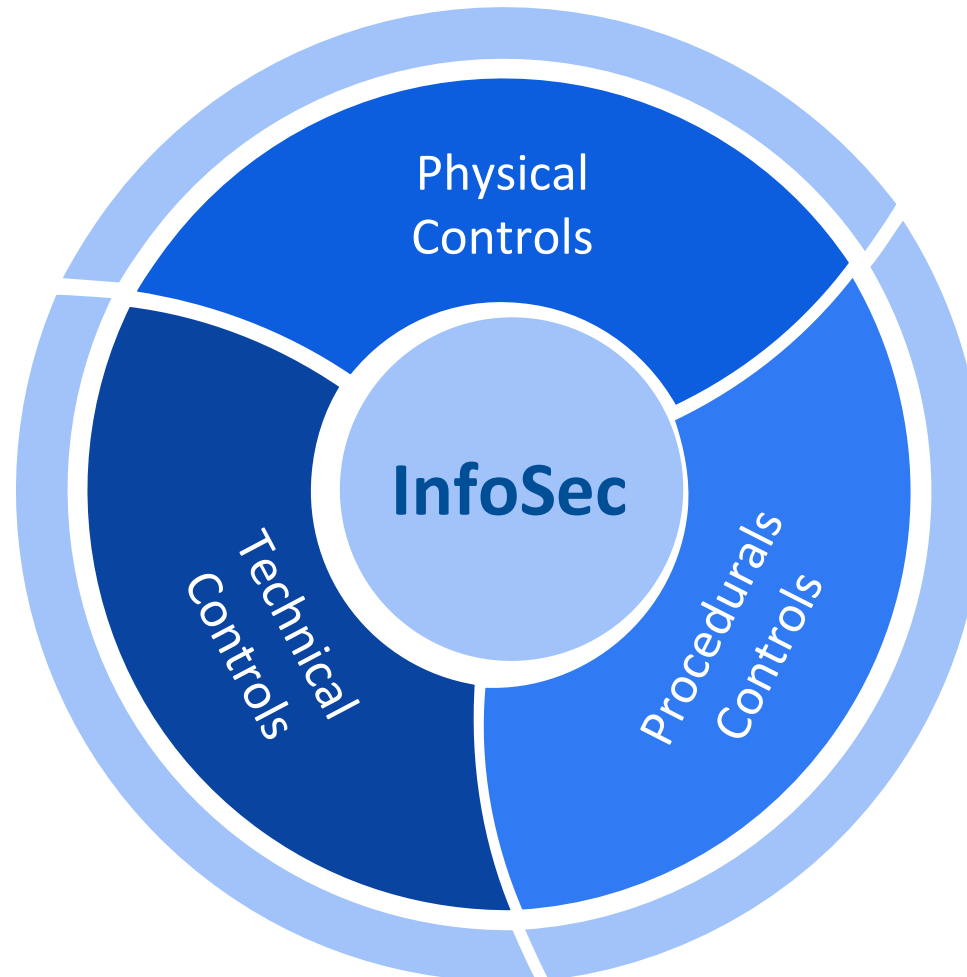 Physical
Controls
InfoSec
Technical
Controls
Procedurals
Controls